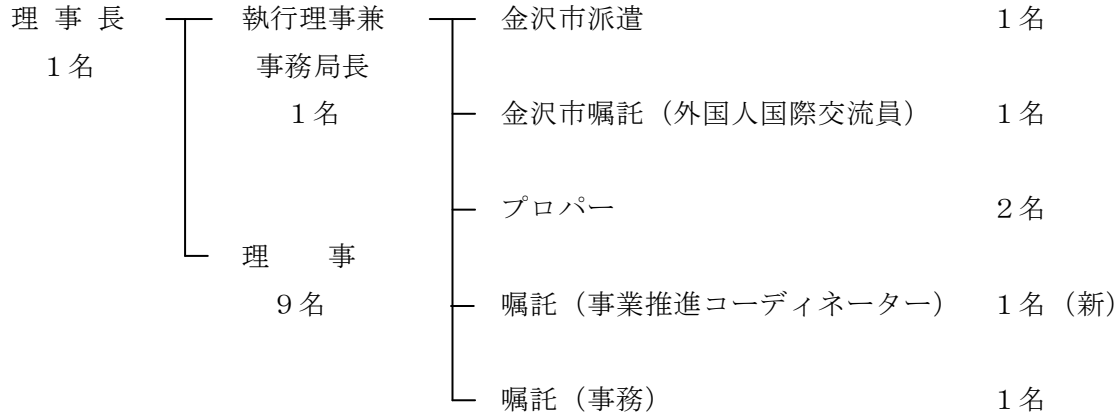 理 事 長 執行理事兼 金沢市派遣 1名
1名 事務局長
1名 金沢市嘱託（外国人国際交流員） 1名
プロパー 2名
理 事
9名 嘱託（事業推進コーディネーター） 1名（新）
嘱託（事務） 1名